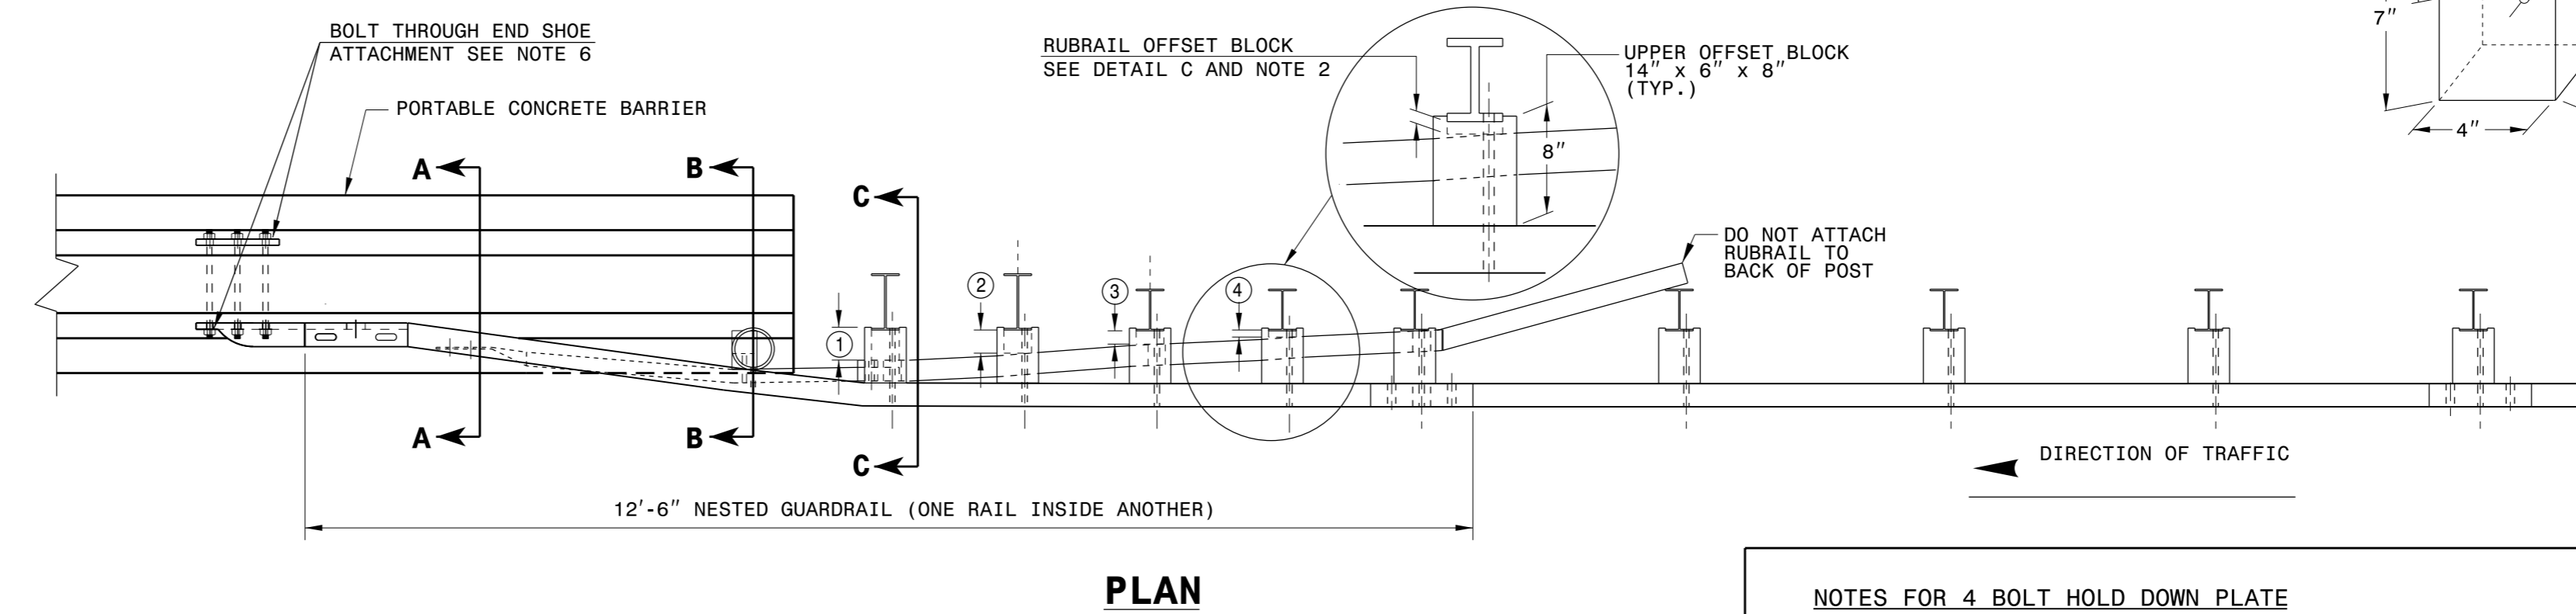 BOLT THROUGH END SHOE
ATTACHMENT SEE NOTE 6
PORTABLE CONCRETE BARRIER
RUBRAIL OFFSET BLOCK
SEE DETAIL C AND NOTE 2
UPPER OFFSET BLOCK
14" x 6" x 8"
(TYP.)
8"
7"
4"
A
B
C
DO NOT ATTACH
RUBRAIL TO
BACK OF POST
1
2
3
4
A
B
C
DIRECTION OF TRAFFIC
12'-6" NESTED GUARDRAIL (ONE RAIL INSIDE ANOTHER)
PLAN
NOTES FOR 4 BOLT HOLD DOWN PLATE